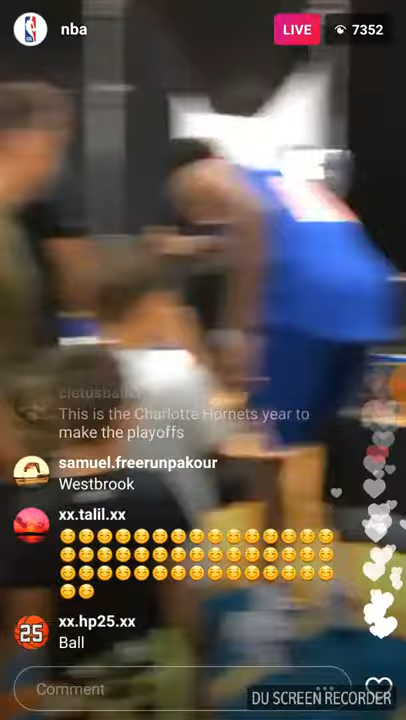 nba
LIVE
7352
This is the Charlotte Hornets year to
make the playoffs
samuel.freerunpakour
Westbrook
xx.talil.xx
😊😊😊😊😊😊😊😊😊😊😊😊😊😊😊
😊😊😊😊😊😊😊😊😊😊😊😊😊😊😊
😊😊😊😊😊😊😊😊😊😊😊😊😊😊😊
😊😊
25
xx.hp25.xx
Ball
Comment
DU SCREEN RECORDER